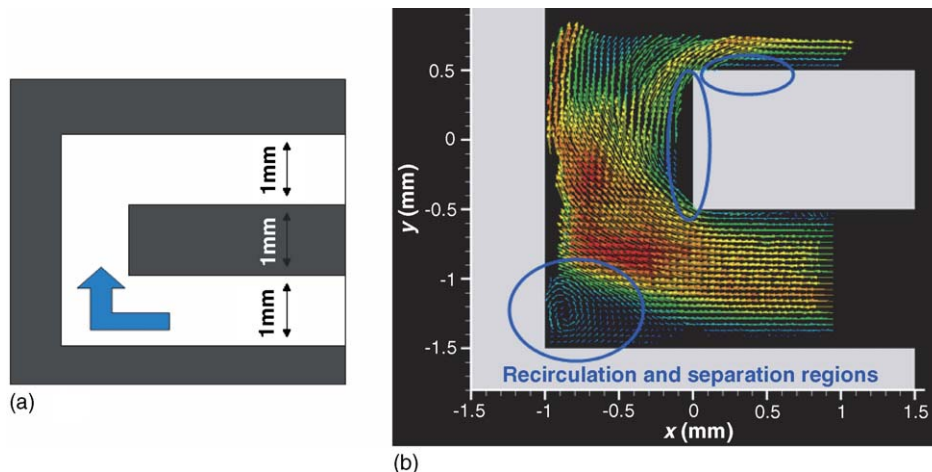 1mm
1mm
1mm
(a)
0.5
0
-0.5
-1
-1.5
y (mm)
Recirculation and separation regions
-1.5
-1
-0.5
0
0.5
1
1.5
x (mm)
(b)